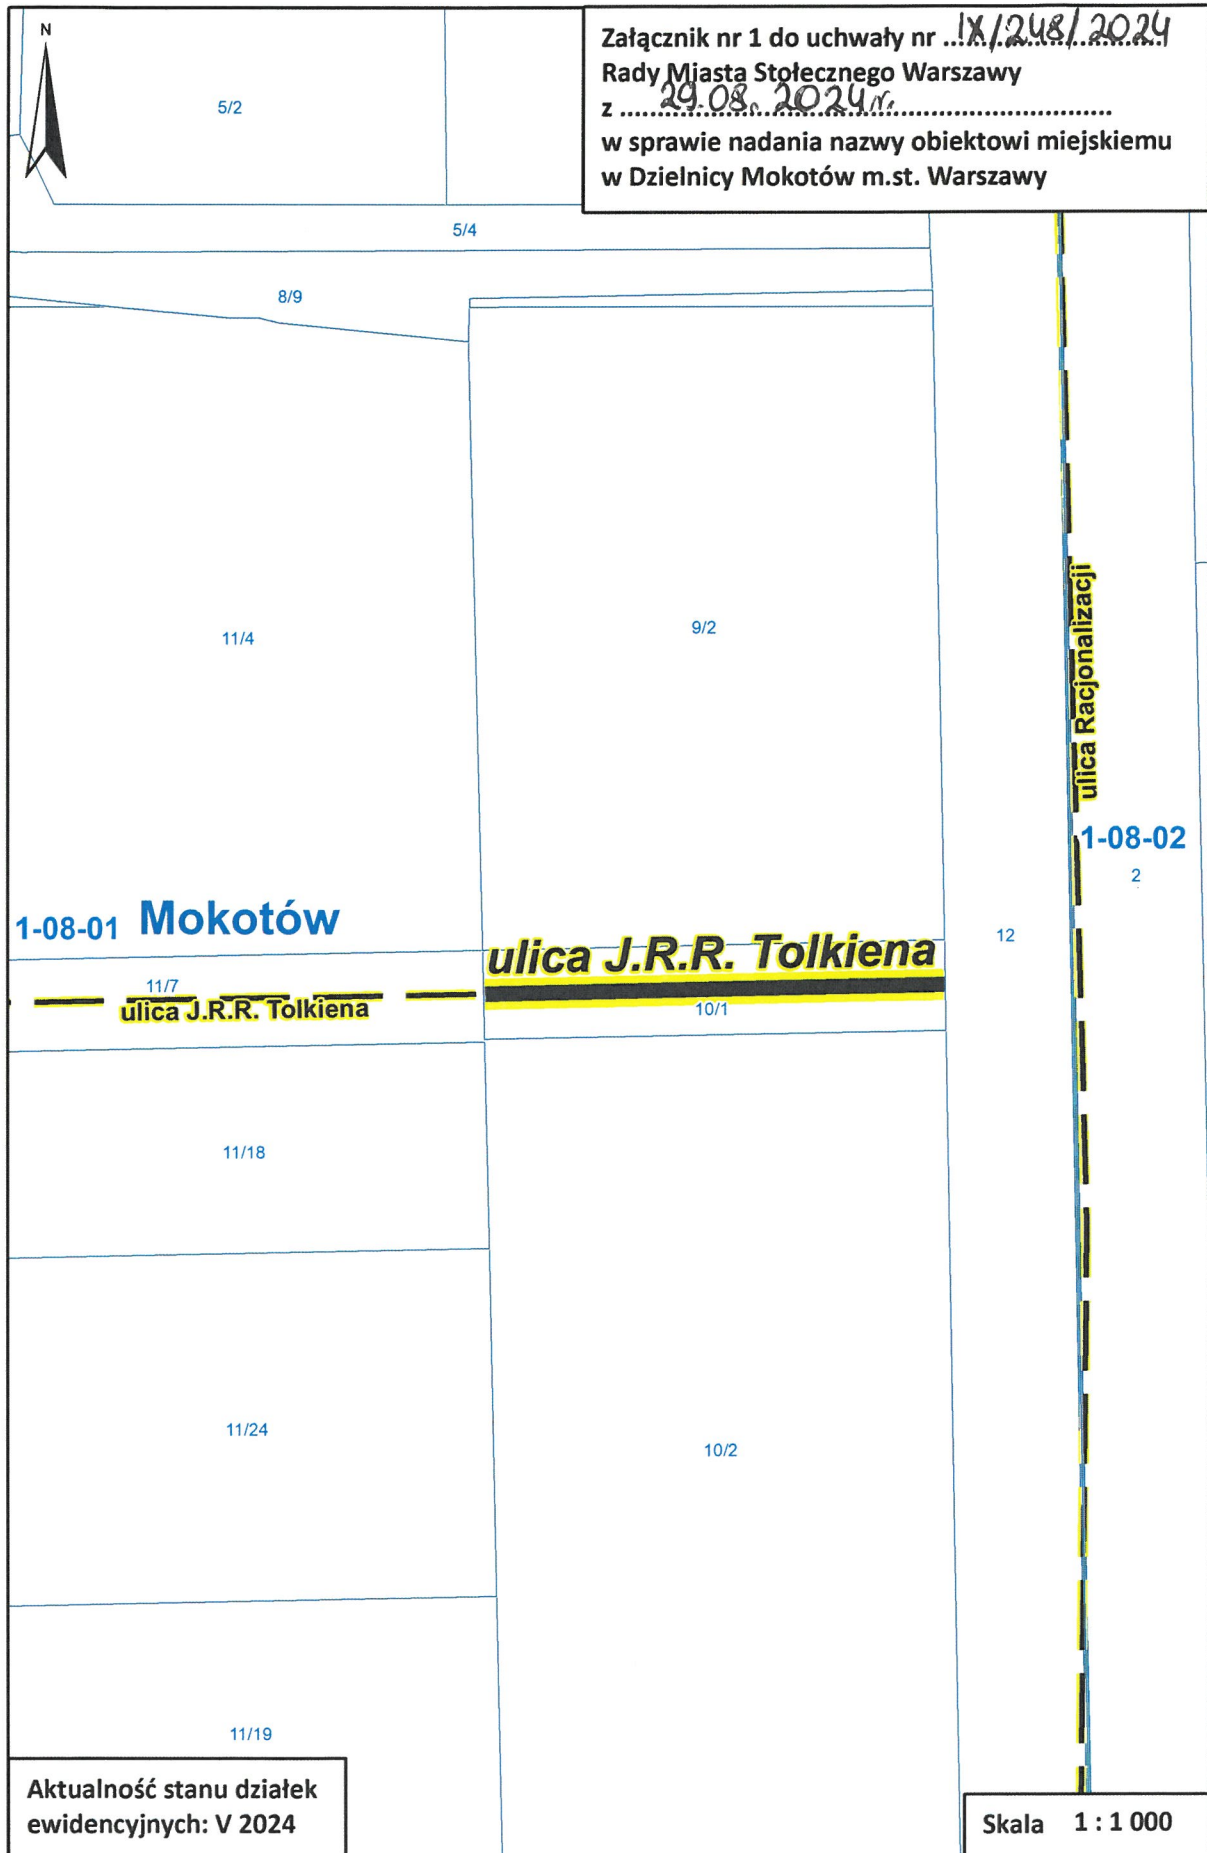 N
Załącznik nr 1 do uchwały nr ...IX/248/2024
Rady Miasta Stołecznego Warszawy
z ......29.08.2024 r................................
w sprawie nadania nazwy obiektowi miejskiemu
w Dzielnicy Mokotów m.st. Warszawy
5/2
5/4
8/9
11/4
9/2
ulica Racjonalizacji
1-08-02
2
1-08-01 Mokotów
12
ulica J.R.R. Tolkiena
11/7
ulica J.R.R. Tolkiena
10/1
11/18
11/24
10/2
11/19
Aktualność stanu działek
ewidencyjnych: V 2024
Skala 1 : 1 000